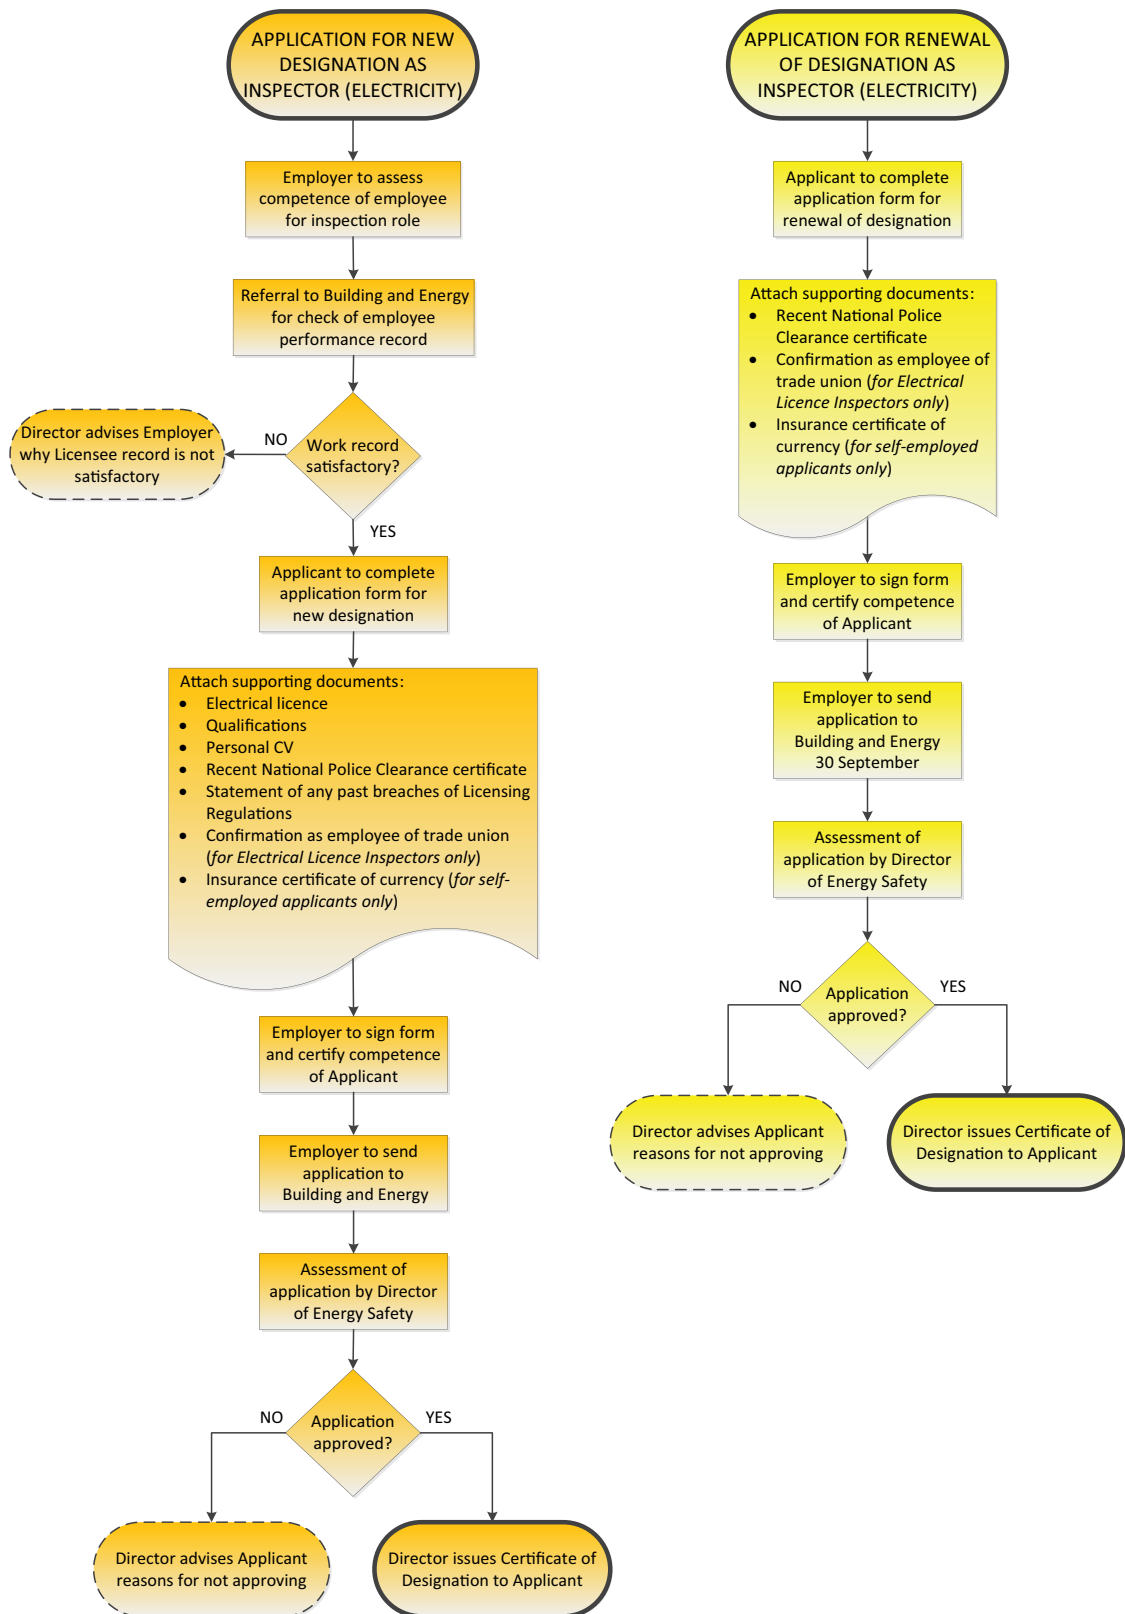 APPLICATION FOR NEW
DESIGNATION AS
INSPECTOR (ELECTRICITY)
Employer to assess
competence of employee
for inspection role
Referral to Building and Energy
for check of employee
performance record
Work record
satisfactory?
NO
Director advises Employer
why Licensee record is not
satisfactory
YES
Applicant to complete
application form for
new designation
Attach supporting documents:
• Electrical licence
• Qualifications
• Personal CV
• Recent National Police Clearance certificate
• Statement of any past breaches of Licensing
Regulations
• Confirmation as employee of trade union
(for Electrical Licence Inspectors only)
• Insurance certificate of currency (for self-
employed applicants only)
Employer to sign form
and certify competence
of Applicant
Employer to send
application to
Building and Energy
Assessment of
application by Director
of Energy Safety
Application
approved?
NO
YES
Director advises Applicant
reasons for not approving
Director issues Certificate of
Designation to Applicant
APPLICATION FOR RENEWAL
OF DESIGNATION AS
INSPECTOR (ELECTRICITY)
Applicant to complete
application form for
renewal of designation
Attach supporting documents:
• Recent National Police
Clearance certificate
• Confirmation as employee of
trade union (for Electrical
Licence Inspectors only)
• Insurance certificate of
currency (for self-employed
applicants only)
Employer to sign form
and certify competence
of Applicant
Employer to send
application to
Building and Energy
30 September
Assessment of
application by Director
of Energy Safety
Application
approved?
NO
YES
Director advises Applicant
reasons for not approving
Director issues Certificate of
Designation to Applicant